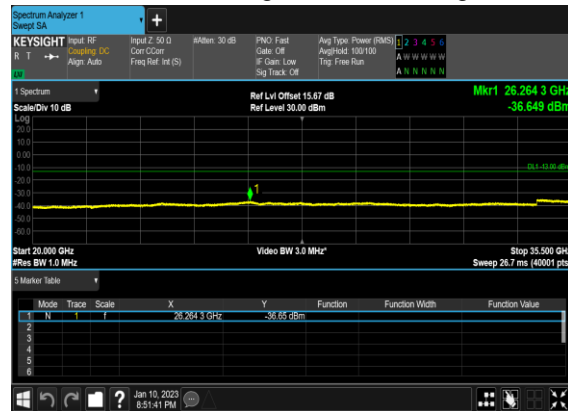 Spectrum Analyzer 1
Swept SA
+
KEYSIGHT
R T
LW
Input: RF
Coupling: DC
Align: Auto
Input Z: 50 Ω
Corr CCorr
Freq Ref: Int (S)
#Atten: 30 dB
PNO: Fast
Gate: Off
IF Gain: Low
Sig Track: Off
Avg Type: Power (RMS)
Avg|Hold: 100/100
Trig: Free Run
1 2 3 4 5 6
A W W W W W
A N N N N N
1 Spectrum
Scale/Div 10 dB
Log
Ref Lvl Offset 15.67 dB
Ref Level 30.00 dBm
Mkr1 26.264 3 GHz
-36.649 dBm
20.0
10.0
0.00
-10.0
-20.0
-30.0
-40.0
-50.0
-60.0
DL1 -13.00 dBm
1
Start 20.000 GHz
#Res BW 1.0 MHz
Video BW 3.0 MHz*
Stop 35.500 GHz
Sweep 26.7 ms (40001 pts)
5 Marker Table
Mode Trace Scale X Y Function Function Width Function Value
1 N 1 f 26.264 3 GHz -36.65 dBm
2
3
4
5
6
?
Jan 10, 2023
8:51:41 PM